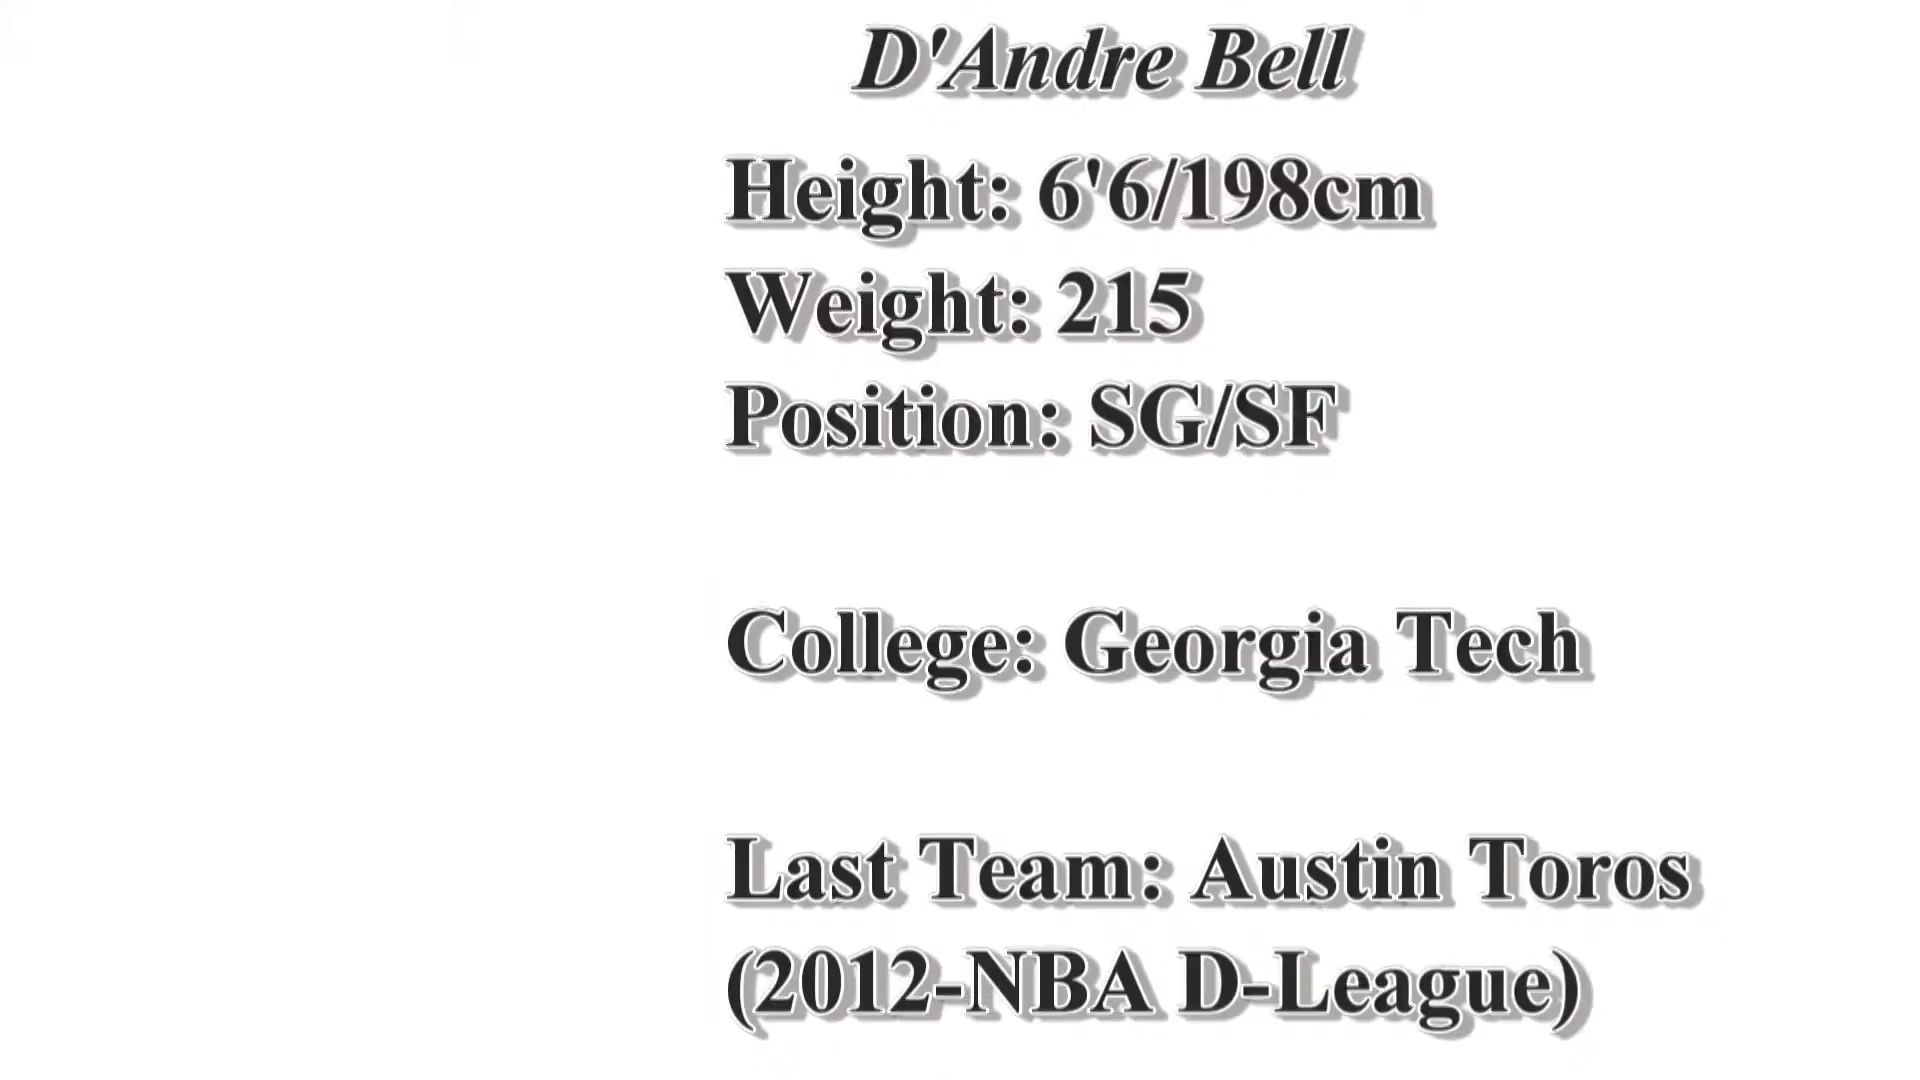 D'Andre Bell
Height: 6'6/198cm
Weight: 215
Position: SG/SF
College: Georgia Tech
Last Team: Austin Toros
(2012-NBA D-League)